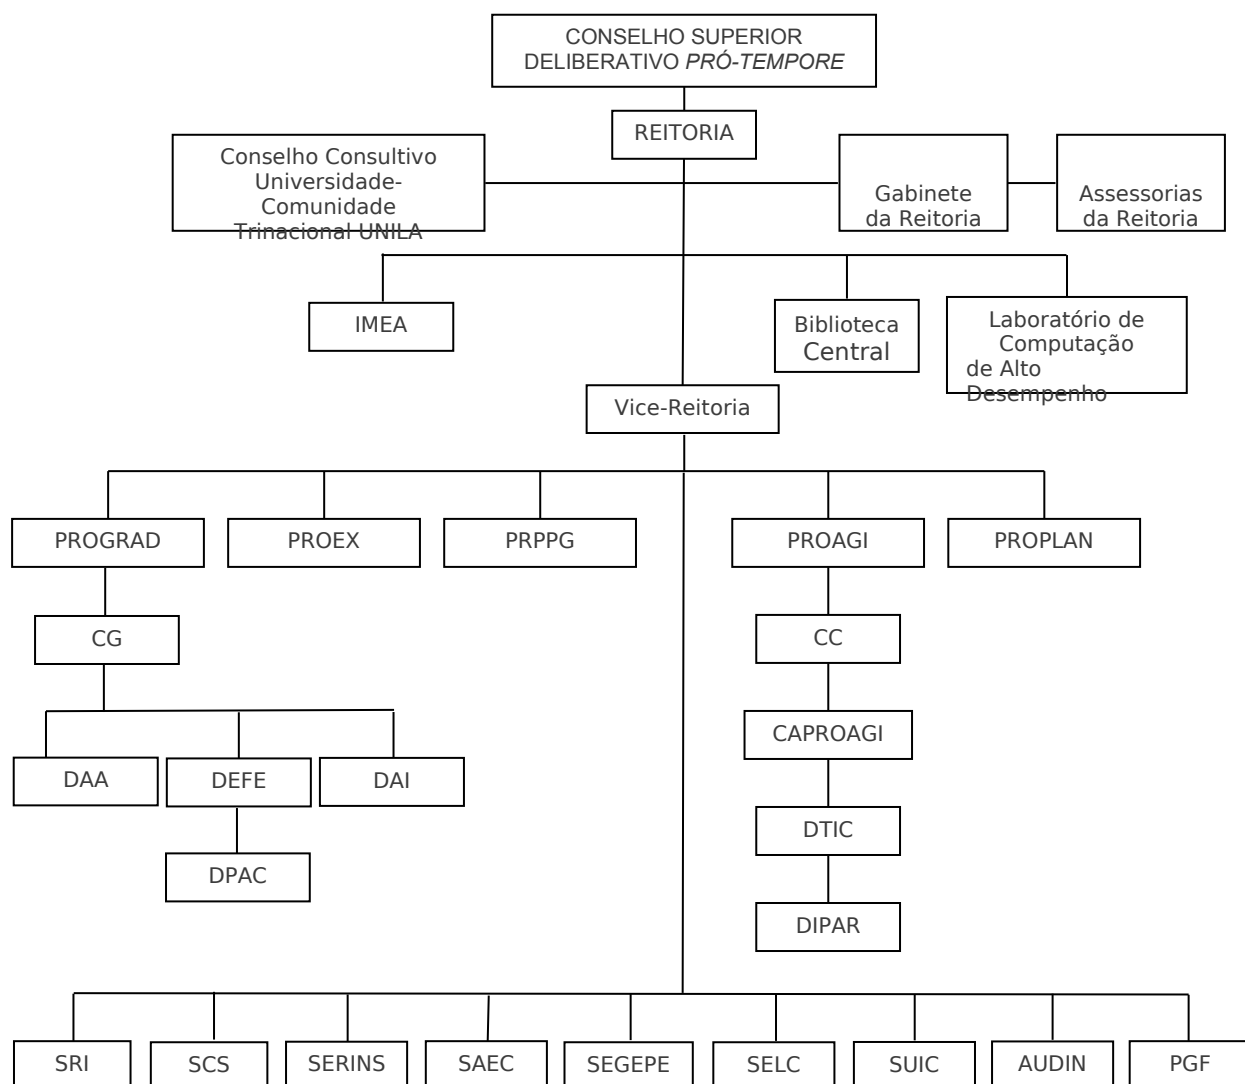 CONSELHO SUPERIOR
DELIBERATIVO PRÓ-TEMPORE
REITORIA
Conselho Consultivo
Universidade-
Comunidade
Trinacional UNILA
Gabinete
da Reitoria
Assessorias
da Reitoria
IMEA
Biblioteca
Central
Laboratório de
Computação
de Alto
Desempenho
Vice-Reitoria
PROGRAD
PROEX
PRPPG
PROAGI
PROPLAN
CG
CC
CAPROAGI
DAA
DEFE
DAI
DTIC
DPAC
DIPAR
SRI
SCS
SERINS
SAEC
SEGEPE
SELC
SUIC
AUDIN
PGF